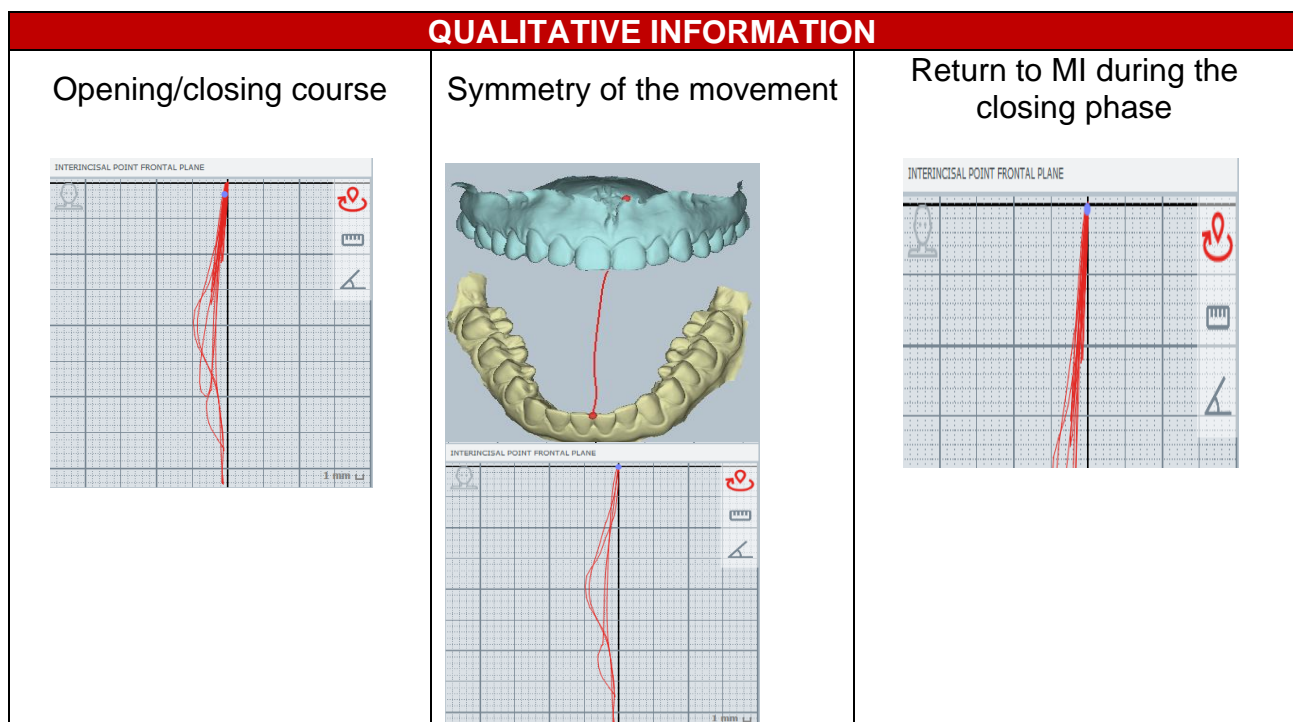 QUALITATIVE INFORMATION
Opening/closing course
INTERINCISAL POINT FRONTAL PLANE
1 mm
Symmetry of the movement
INTERINCISAL POINT FRONTAL PLANE
1 mm
Return to MI during the
closing phase
INTERINCISAL POINT FRONTAL PLANE